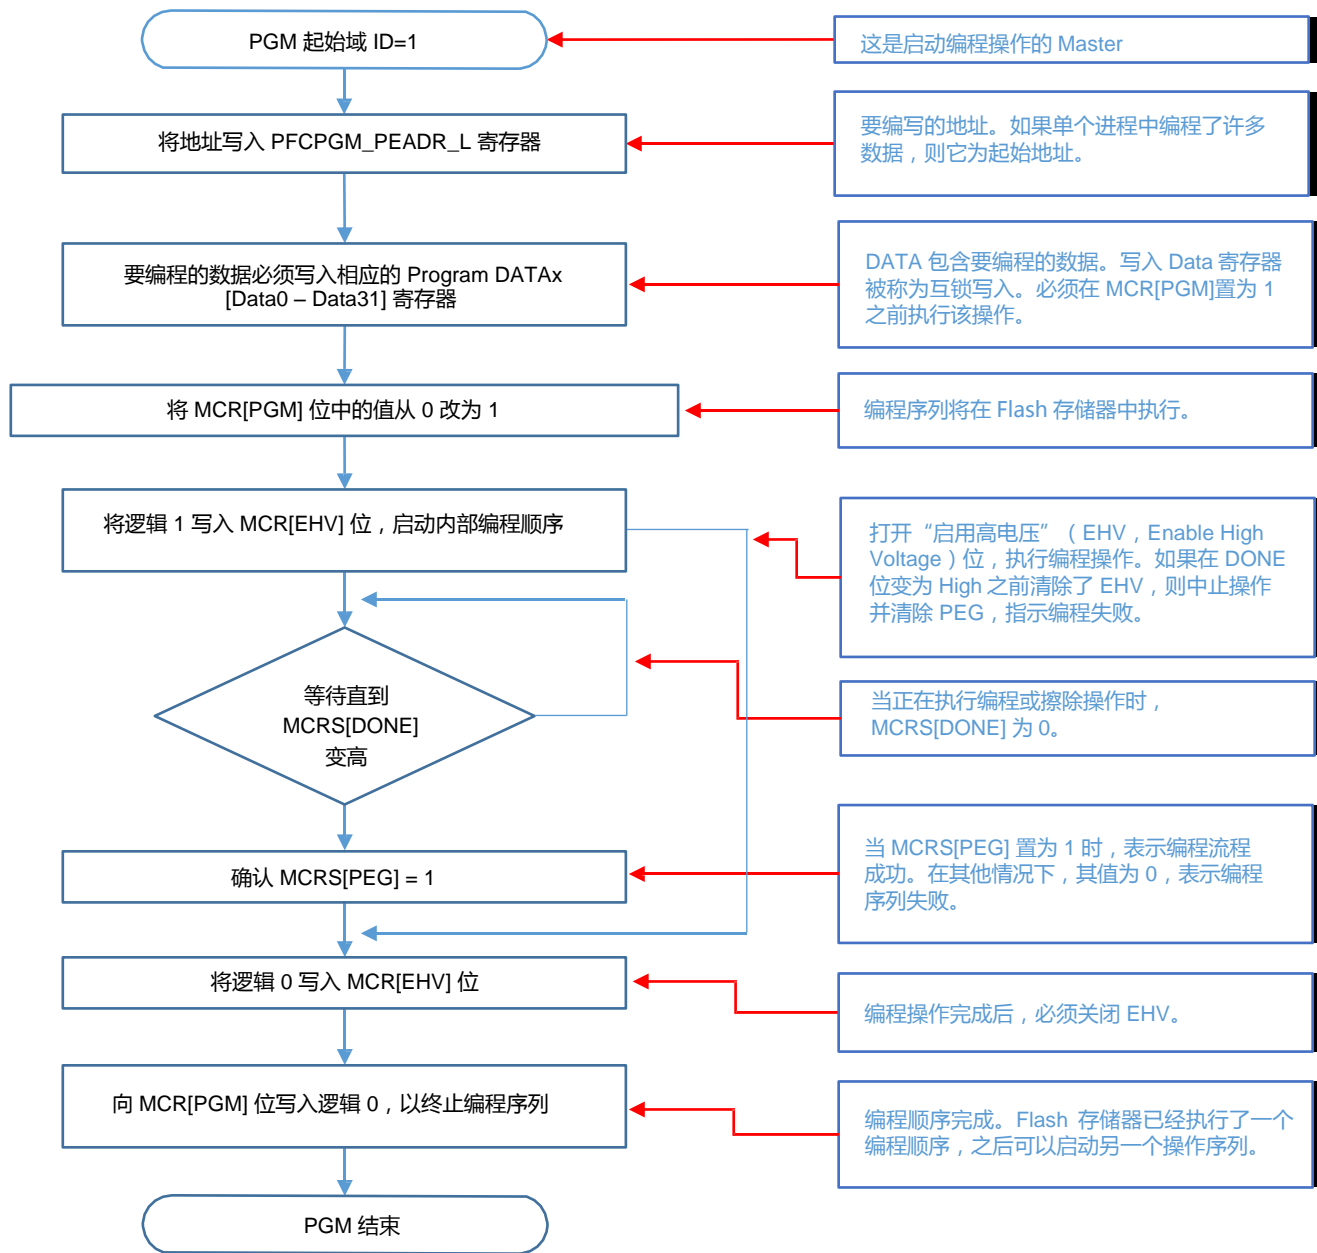 PGM 起始域 ID=1
这是启动编程操作的 Master
将地址写入 PFCPGM_PEADR_L 寄存器
要编写的地址。如果单个进程中编程了许多
数据，则它为起始地址。
要编程的数据必须写入相应的 Program DATAx
[Data0 – Data31] 寄存器
DATA 包含要编程的数据。写入 Data 寄存器
被称为互锁写入。必须在 MCR[PGM]置为 1
之前执行该操作。
将 MCR[PGM] 位中的值从 0 改为 1
编程序列将在 Flash 存储器中执行。
将逻辑 1 写入 MCR[EHV] 位，启动内部编程顺序
打开“启用高电压”（EHV，Enable High
Voltage）位，执行编程操作。如果在 DONE
位变为 High 之前清除了 EHV，则中止操作
并清除 PEG，指示编程失败。
等待直到
MCRS[DONE]
变高
当正在执行编程或擦除操作时，
MCRS[DONE] 为 0。
确认 MCRS[PEG] = 1
当 MCRS[PEG] 置为 1 时，表示编程流程
成功。在其他情况下，其值为 0，表示编程
序列失败。
将逻辑 0 写入 MCR[EHV] 位
编程操作完成后，必须关闭 EHV。
向 MCR[PGM] 位写入逻辑 0，以终止编程序列
编程顺序完成。Flash 存储器已经执行了一个
编程顺序，之后可以启动另一个操作序列。
PGM 结束